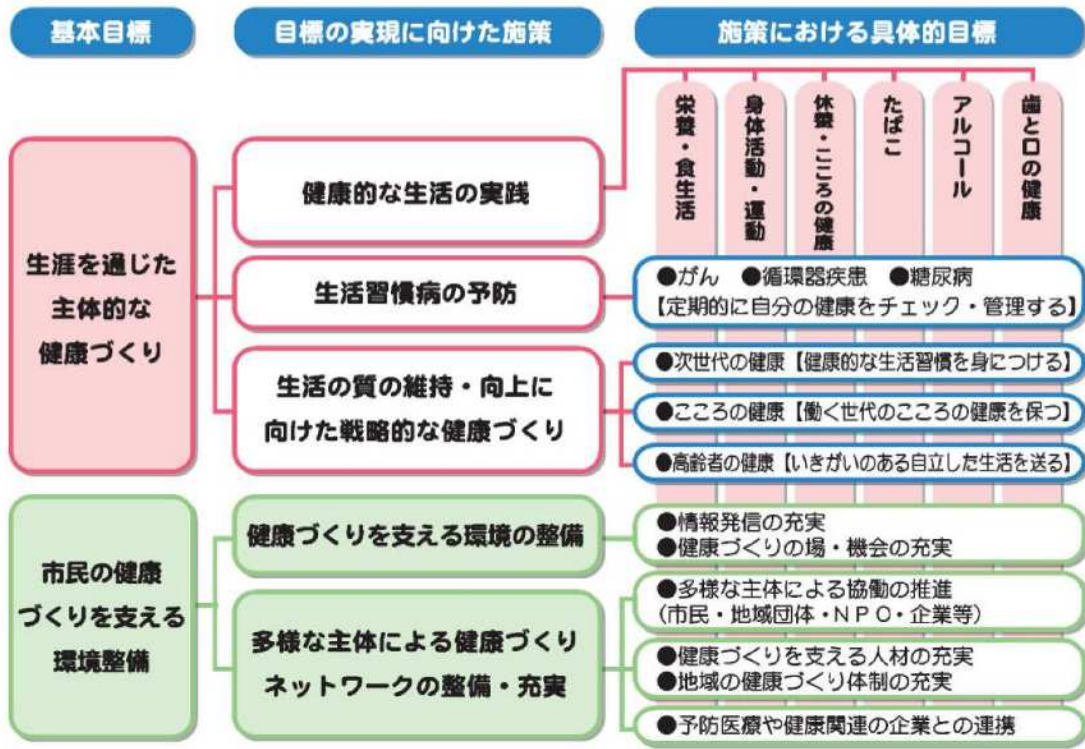 基本目標
目標の実現に向けた施策
施策における具体的目標
栄養・食生活
身体活動・運動
休養・こころの健康
たばこ
アルコール
歯と口の健康
生涯を通じた
主体的な
健康づくり
健康的な生活の実践
生活習慣病の予防
●がん ●循環器疾患 ●糖尿病
【定期的に自分の健康をチェック・管理する】
生活の質の維持・向上に
向けた戦略的な健康づくり
●次世代の健康【健康的な生活習慣を身につける】
●こころの健康【働く世代のこころの健康を保つ】
●高齢者の健康【いきがいのある自立した生活を送る】
市民の健康
づくりを支える
環境整備
健康づくりを支える環境の整備
●情報発信の充実
●健康づくりの場・機会の充実
多様な主体による健康づくり
ネットワークの整備・充実
●多様な主体による協働の推進
(市民・地域団体・NPO・企業等)
●健康づくりを支える人材の充実
●地域の健康づくり体制の充実
●予防医療や健康関連の企業との連携